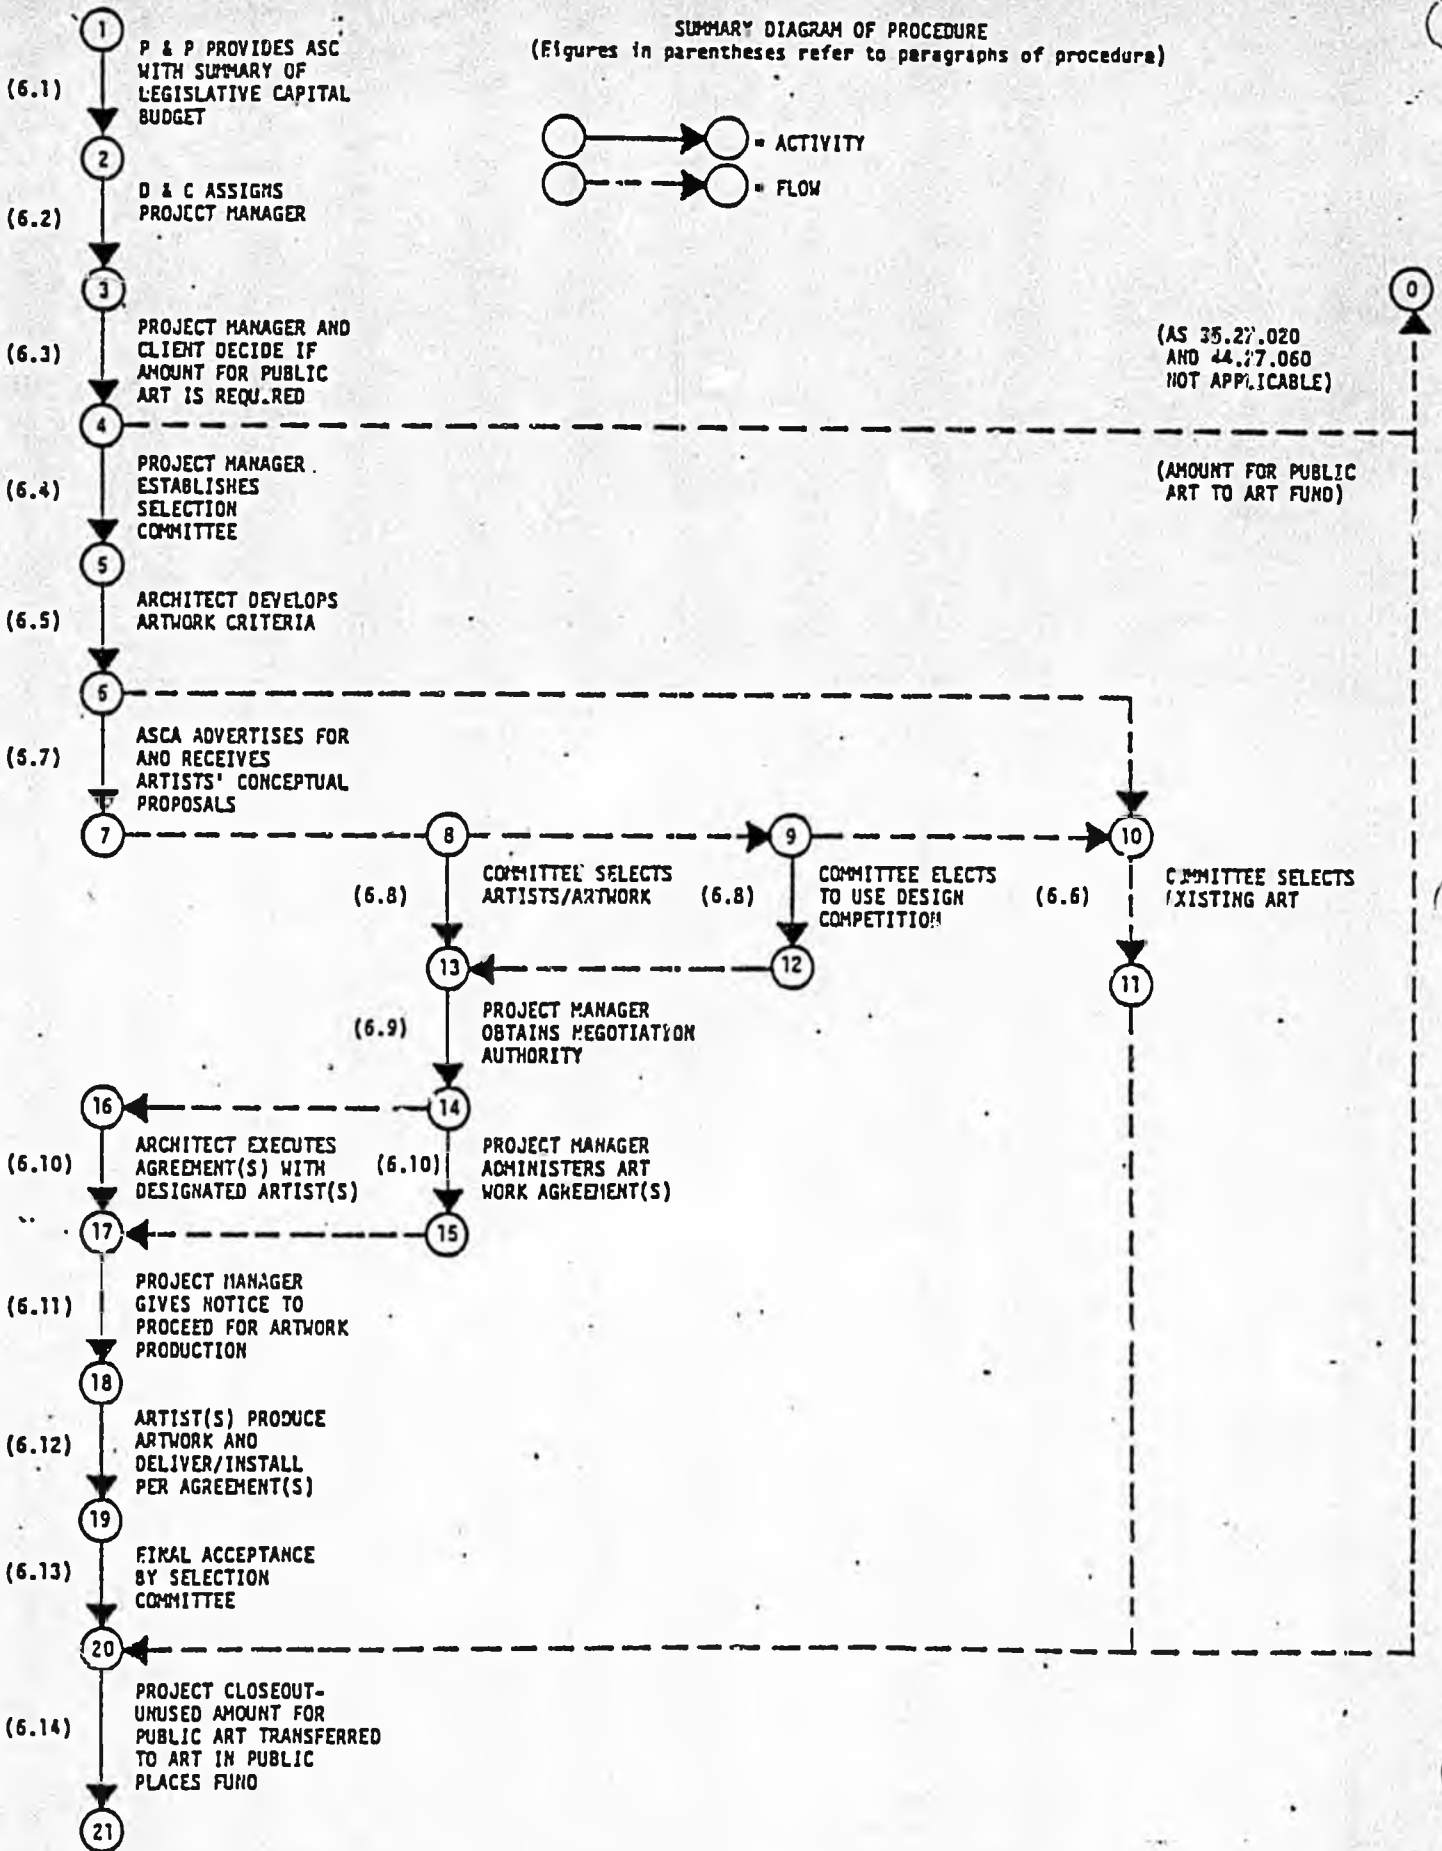 SUMMARY DIAGRAM OF PROCEDURE
(Figures in parentheses refer to paragraphs of procedure)
= ACTIVITY
= FLOW
1
(6.1)
P & P PROVIDES ASC
WITH SUMMARY OF
LEGISLATIVE CAPITAL
BUDGET
2
(6.2)
D & C ASSIGNS
PROJECT MANAGER
3
0
(6.3)
PROJECT MANAGER AND
CLIENT DECIDE IF
AMOUNT FOR PUBLIC
ART IS REQU.RED
(AS 35.27.020
AND 44.27.060
NOT APPLICABLE)
4
(6.4)
PROJECT MANAGER
ESTABLISHES
SELECTION
COMMITTEE
(AMOUNT FOR PUBLIC
ART TO ART FUND)
5
(6.5)
ARCHITECT DEVELOPS
ARTWORK CRITERIA
6
(6.7)
ASCA ADVERTISES FOR
AND RECEIVES
ARTISTS' CONCEPTUAL
PROPOSALS
7
8
9
10
(6.8)
COMMITTEE SELECTS
ARTISTS/ARTWORK
(6.8)
COMMITTEE ELECTS
TO USE DESIGN
COMPETITION
(6.6)
COMMITTEE SELECTS
EXISTING ART
13
12
11
(6.9)
PROJECT MANAGER
OBTAINS NEGOTIATION
AUTHORITY
16
14
(6.10)
ARCHITECT EXECUTES
AGREEMENT(S) WITH
DESIGNATED ARTIST(S)
(6.10)
PROJECT MANAGER
ADMINISTERS ART
WORK AGREEMENT(S)
17
15
(6.11)
PROJECT MANAGER
GIVES NOTICE TO
PROCEED FOR ARTWORK
PRODUCTION
18
(6.12)
ARTIST(S) PRODUCE
ARTWORK AND
DELIVER/INSTALL
PER AGREEMENT(S)
19
(6.13)
FINAL ACCEPTANCE
BY SELECTION
COMMITTEE
20
(6.14)
PROJECT CLOSEOUT-
UNUSED AMOUNT FOR
PUBLIC ART TRANSFERRED
TO ART IN PUBLIC
PLACES FUND
21